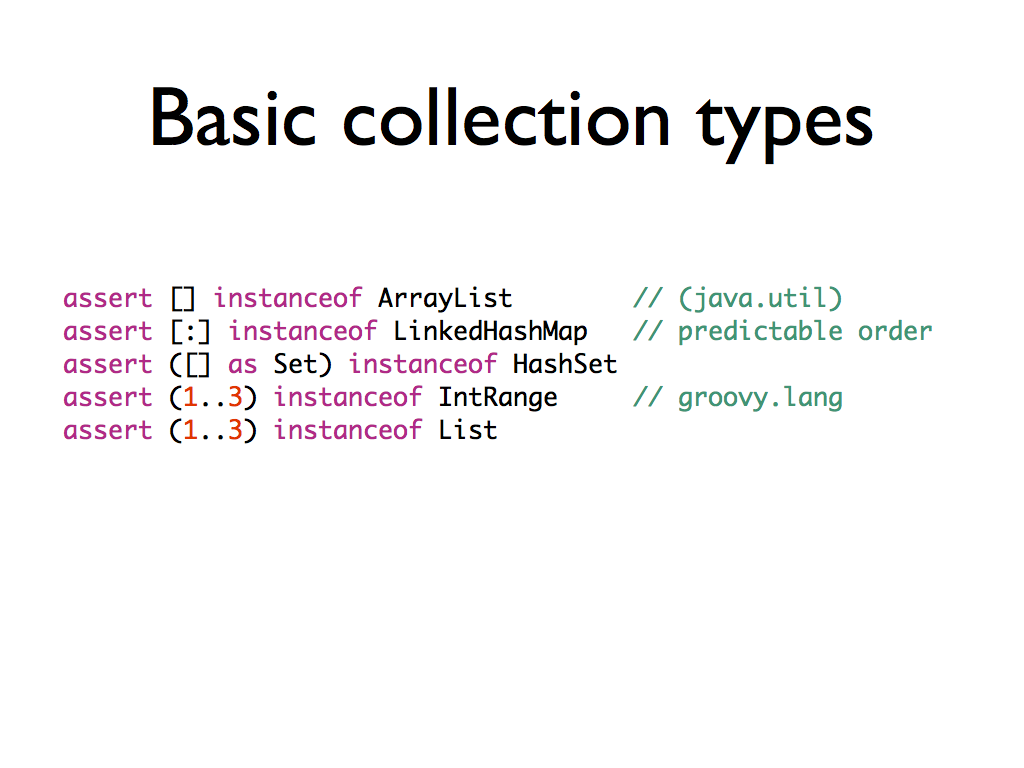 Basic collection types
assert [] instanceof ArrayList        // (java.util)
assert [:] instanceof LinkedHashMap   // predictable order
assert ([] as Set) instanceof HashSet
assert (1..3) instanceof IntRange     // groovy.lang
assert (1..3) instanceof List